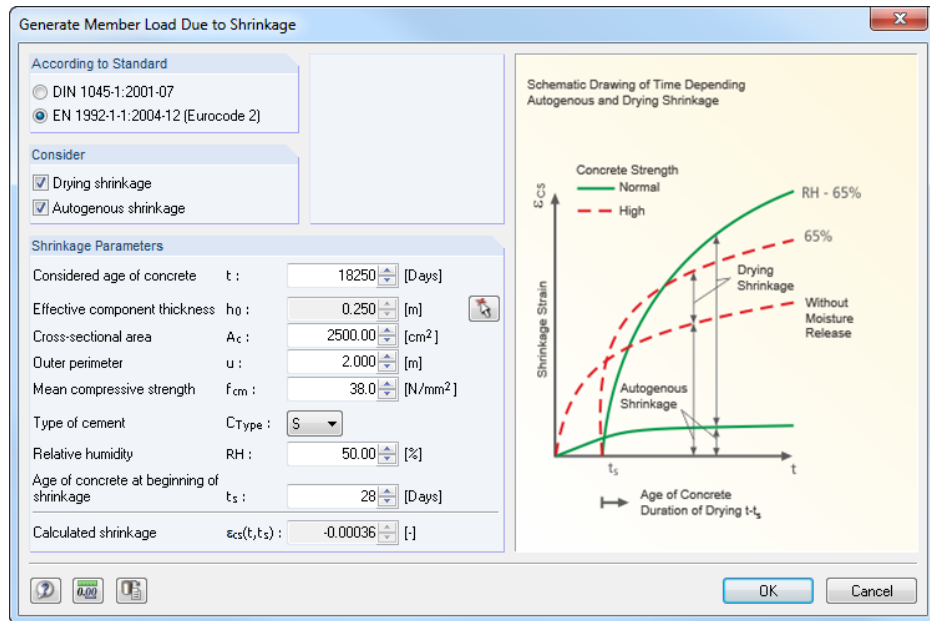 Generate Member Load Due to Shrinkage
According to Standard
DIN 1045-1:2001-07
EN 1992-1-1:2004-12 (Eurocode 2)
Consider
Drying shrinkage
Autogenous shrinkage
Shrinkage Parameters
Considered age of concrete t : 18250 [Days]
Effective component thickness h0 : 0.250 [m]
Cross-sectional area Ac : 2500.00 [cm²]
Outer perimeter u : 2.000 [m]
Mean compressive strength fcm : 38.0 [N/mm²]
Type of cement CType : S
Relative humidity RH : 50.00 [%]
Age of concrete at beginning of
shrinkage ts : 28 [Days]
Calculated shrinkage εcs(t,ts) : -0.00036 [-]
Schematic Drawing of Time Depending
Autogenous and Drying Shrinkage
Concrete Strength
Normal
High
εcs
RH - 65%
65%
Drying
Shrinkage
Without
Moisture
Release
Shrinkage Strain
Autogenous
Shrinkage
ts
t
Age of Concrete
Duration of Drying t-ts
0.00
OK
Cancel